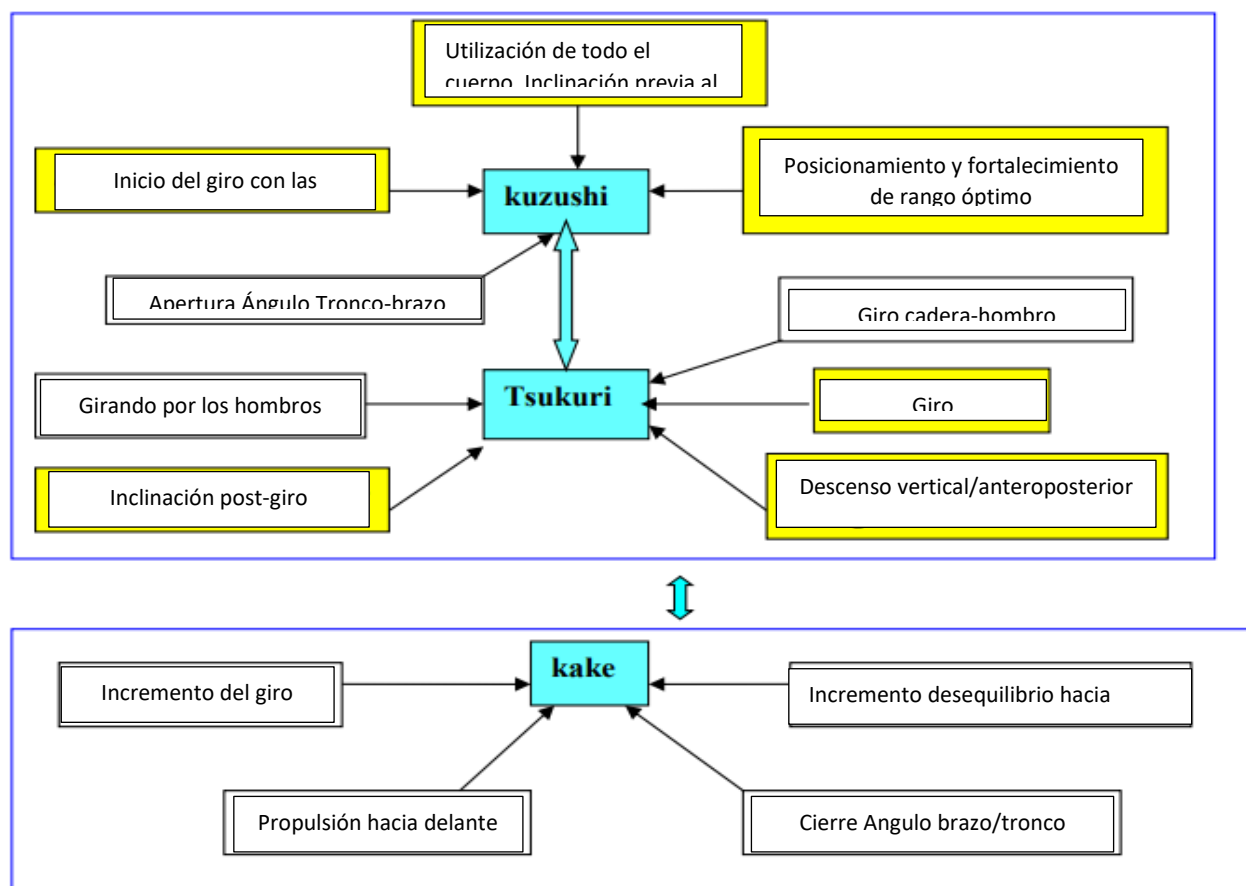 Utilización de todo el
cuerpo. Inclinación previa al
Inicio del giro con las
kuzushi
Posicionamiento y fortalecimiento
de rango óptimo
Apertura Ángulo Tronco-brazo
Giro cadera-hombro
Girando por los hombros
Tsukuri
Giro
Inclinación post-giro
Descenso vertical/anteroposterior
kake
Incremento del giro
Incremento desequilibrio hacia
Propulsión hacia delante
Cierre Angulo brazo/tronco